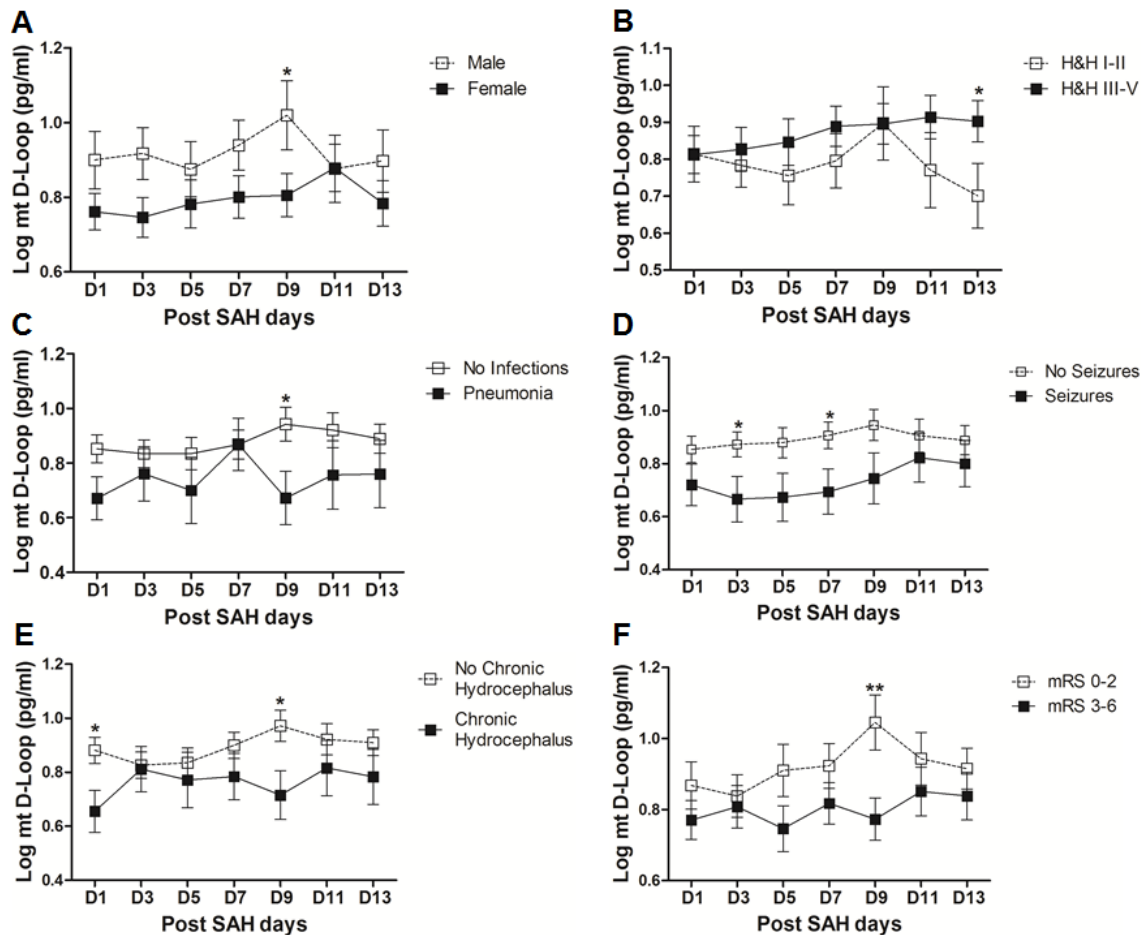 A
Log mt D-Loop (pg/ml)
1.2
1.0
0.8
0.6
*
Male
Female
D1 D3 D5 D7 D9 D11 D13
Post SAH days
B
Log mt D-Loop (pg/ml)
1.1
1.0
0.9
0.8
0.7
0.6
0.5
*
H&H I-II
H&H III-V
D1 D3 D5 D7 D9 D11 D13
Post SAH days
C
Log mt D-Loop (pg/ml)
1.2
1.0
0.8
0.6
0.4
*
No Infections
Pneumonia
D1 D3 D5 D7 D9 D11 D13
Post SAH days
D
Log mt D-Loop (pg/ml)
1.2
1.0
0.8
0.6
0.4
* *
No Seizures
Seizures
D1 D3 D5 D7 D9 D11 D13
Post SAH days
E
Log mt D-Loop (pg/ml)
1.2
1.0
0.8
0.6
0.4
* *
No Chronic
Hydrocephalus
Chronic
Hydrocephalus
D1 D3 D5 D7 D9 D11 D13
Post SAH days
F
Log mt D-Loop (pg/ml)
1.2
1.0
0.8
0.6
**
mRS 0-2
mRS 3-6
D1 D3 D5 D7 D9 D11 D13
Post SAH days